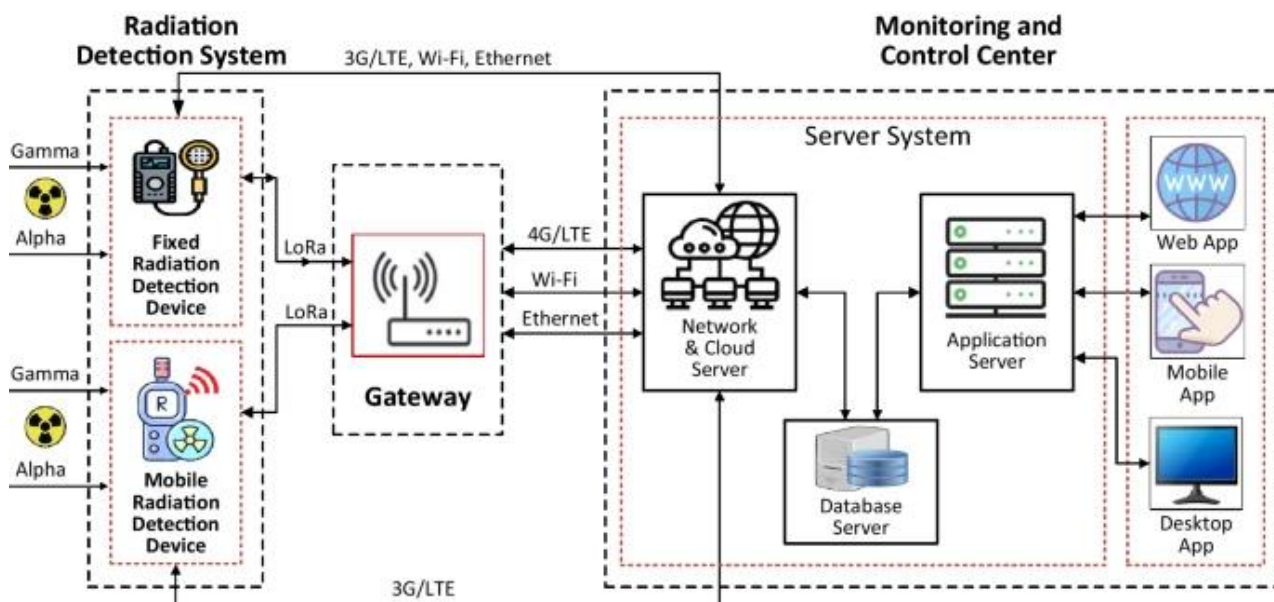 Radiation
Detection System
Monitoring and
Control Center
3G/LTE, Wi-Fi, Ethernet
Server System
Gamma
Alpha
Fixed
Radiation
Detection
Device
LoRa
LoRa
Gamma
R
Alpha
Mobile
Radiation
Detection
Device
Gateway
4G/LTE
Wi-Fi
Ethernet
Network
& Cloud
Server
Application
Server
Database
Server
WWW
Web App
Mobile
App
Desktop
App
3G/LTE